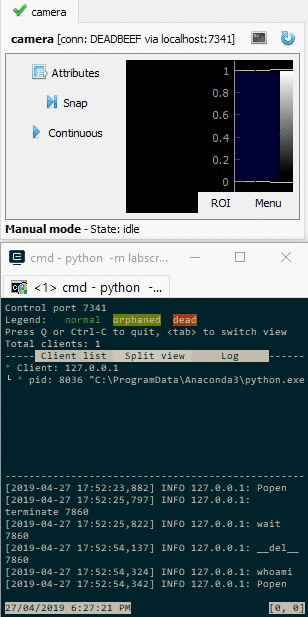 camera
camera [conn: DEADBEEF via localhost:7341]
Attributes
Snap
Continuous
1
0.8
0.6
0.4
0.2
0
ROI
Menu
Manual mode - State: idle
cmd - python -m labscr...
<1> cmd - python -...
Control port 7341
Legend: normal orphaned dead
Press Q or Ctrl-C to quit, <tab> to switch view
Total clients: 1
----- Client list Split view Log ------
* Client: 127.0.0.1
└ * pid: 8036 "C:\ProgramData\Anaconda3\python.exe
[2019-04-27 17:52:23,882] INFO 127.0.0.1: Popen
[2019-04-27 17:52:25,797] INFO 127.0.0.1:
terminate 7860
[2019-04-27 17:52:25,822] INFO 127.0.0.1: wait
7860
[2019-04-27 17:52:54,137] INFO 127.0.0.1: __del__
7860
[2019-04-27 17:52:54,324] INFO 127.0.0.1: whoami
[2019-04-27 17:52:54,342] INFO 127.0.0.1: Popen
27/04/2019 6:27:21 PM [0, 0]